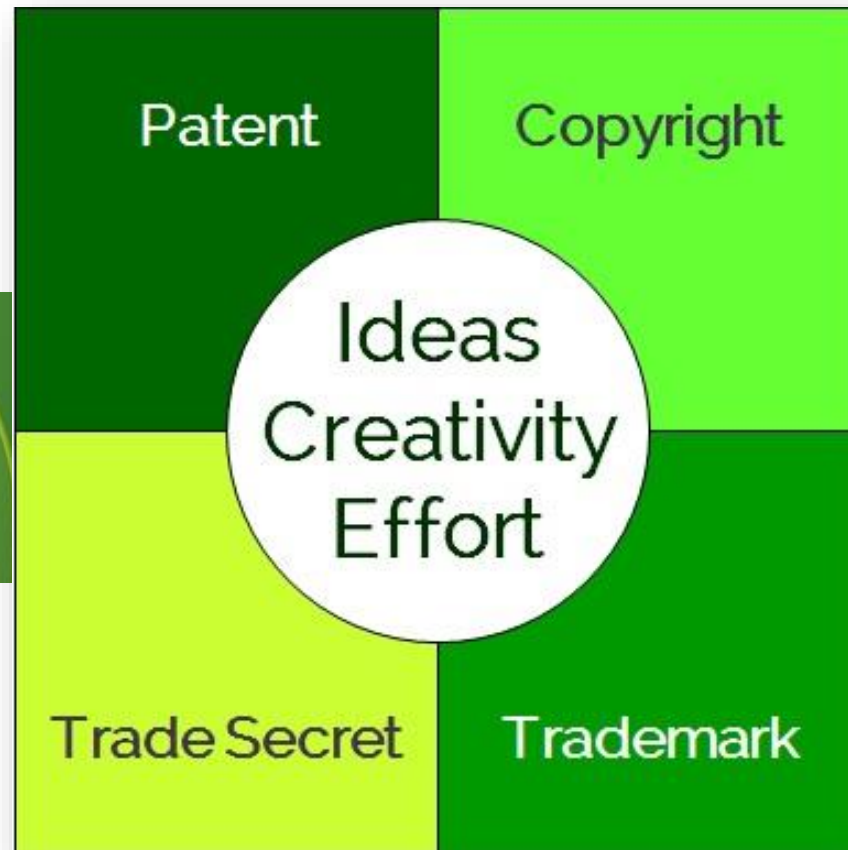 Patent
Copyright
Ideas
Creativity
Effort
Trade Secret
Trademark